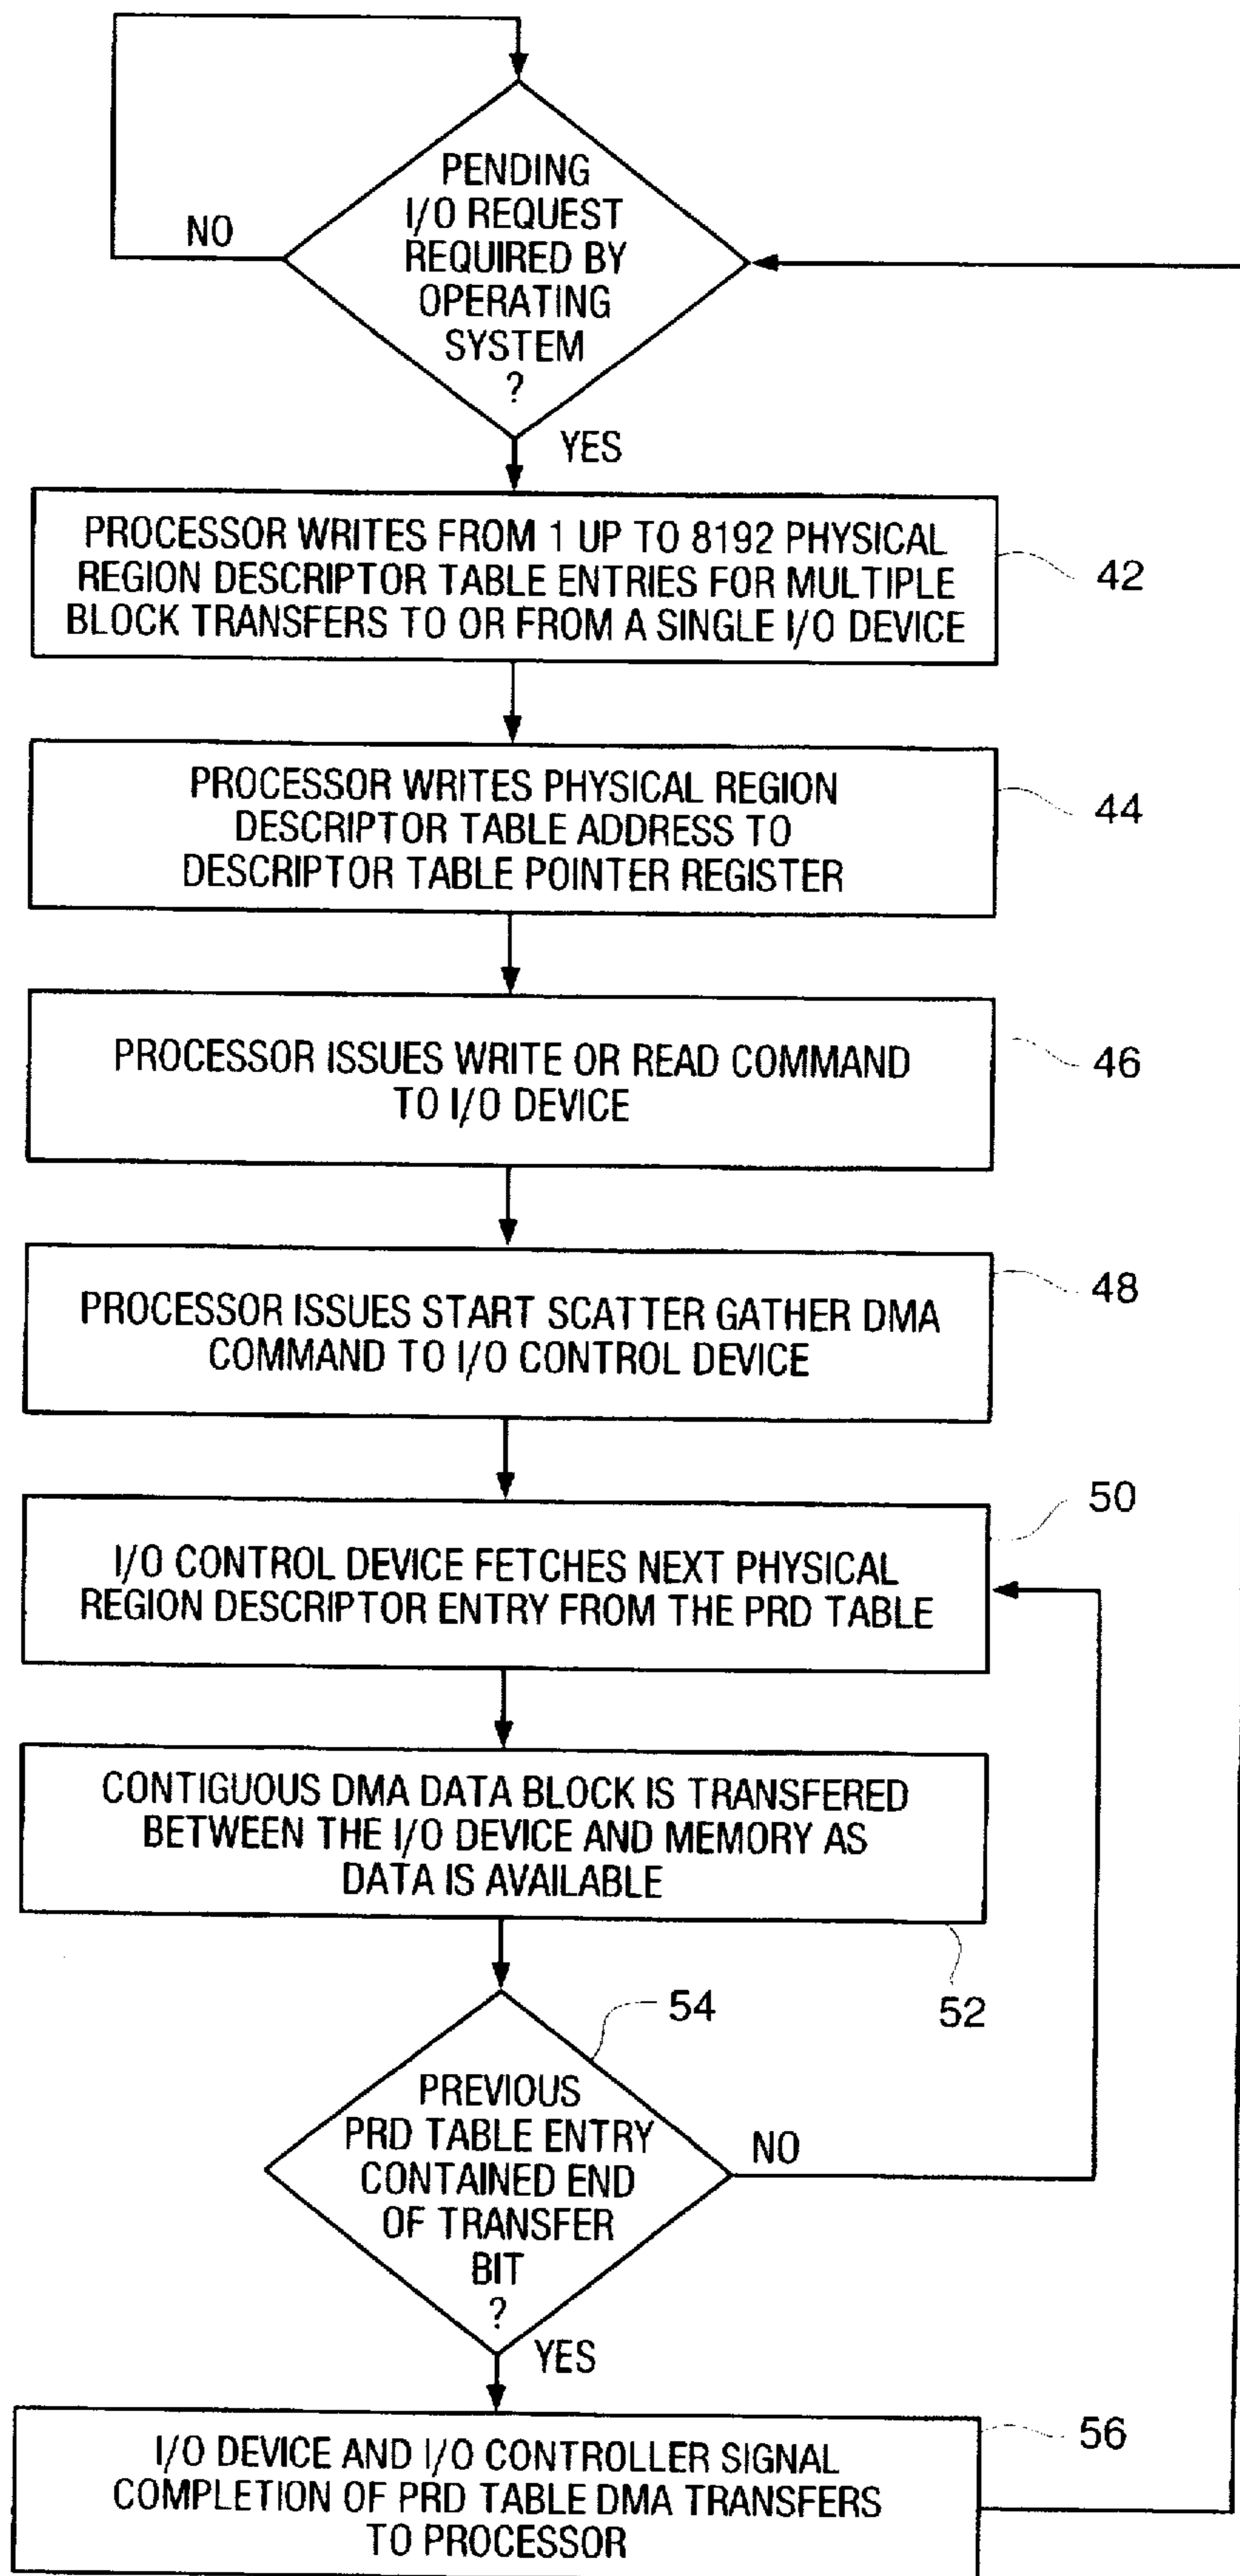 PENDING
I/O REQUEST
REQUIRED BY
OPERATING
SYSTEM
?
NO
YES
PROCESSOR WRITES FROM 1 UP TO 8192 PHYSICAL
REGION DESCRIPTOR TABLE ENTRIES FOR MULTIPLE
BLOCK TRANSFERS TO OR FROM A SINGLE I/O DEVICE
42
PROCESSOR WRITES PHYSICAL REGION
DESCRIPTOR TABLE ADDRESS TO
DESCRIPTOR TABLE POINTER REGISTER
44
PROCESSOR ISSUES WRITE OR READ COMMAND
TO I/O DEVICE
46
PROCESSOR ISSUES START SCATTER GATHER DMA
COMMAND TO I/O CONTROL DEVICE
48
50
I/O CONTROL DEVICE FETCHES NEXT PHYSICAL
REGION DESCRIPTOR ENTRY FROM THE PRD TABLE
CONTIGUOUS DMA DATA BLOCK IS TRANSFERED
BETWEEN THE I/O DEVICE AND MEMORY AS
DATA IS AVAILABLE
52
54
PREVIOUS
PRD TABLE ENTRY
CONTAINED END
OF TRANSFER
BIT
?
NO
YES
I/O DEVICE AND I/O CONTROLLER SIGNAL
COMPLETION OF PRD TABLE DMA TRANSFERS
TO PROCESSOR
56